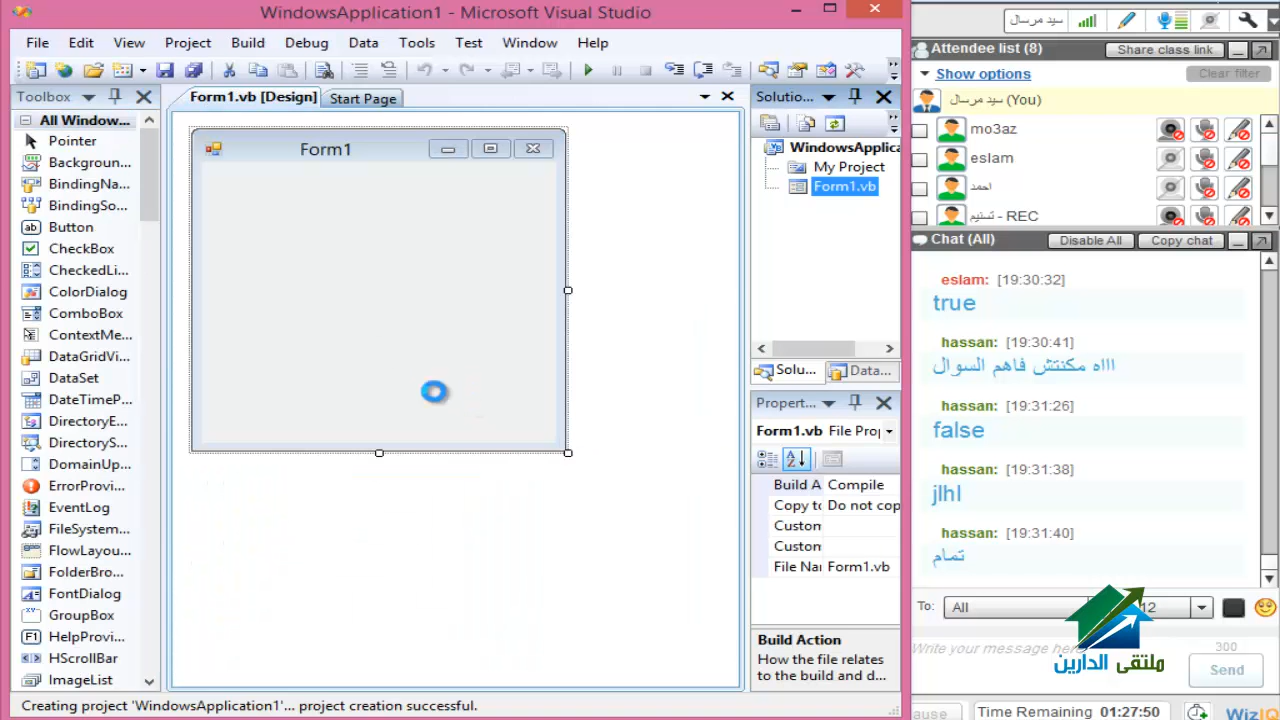 WindowsApplication1 - Microsoft Visual Studio
File Edit View Project Build Debug Data Tools Test Window Help
Toolbox
All Window...
Pointer
Backgroun...
BindingNa...
BindingSo...
Button
CheckBox
CheckedLi...
ColorDialog
ComboBox
ContextMe...
DataGridVi...
DataSet
DateTimeP...
DirectoryE...
DirectoryS...
DomainUp...
ErrorProvi...
EventLog
FileSystem...
FlowLayou...
FolderBro...
FontDialog
GroupBox
HelpProvi...
HScrollBar
ImageList
Form1.vb [Design] Start Page
Form1
Solutio...
WindowsApplica
My Project
Form1.vb
Solu... Data...
Propert...
Form1.vb File Prop
Build A Compile
Copy to Do not cop
Custom
Custom
File Na Form1.vb
Build Action
How the file relates
to the build and d...
Creating project 'WindowsApplication1'... project creation successful.
سيد مرسال
Attendee list (8) Share class link
Show options Clear filter
سيد مرسال (You)
mo3az
eslam
احمد
تسنيم - REC
Chat (All) Disable All Copy chat
eslam: [19:30:32]
true
hassan: [19:30:41]
اااه مكنتش فاهم السوال
hassan: [19:31:26]
false
hassan: [19:31:38]
jlhl
hassan: [19:31:40]
تمام
To: All 12
Write your message here
300
Send
ملتقى الدارين
ause Time Remaining 01:27:50 WizIQ